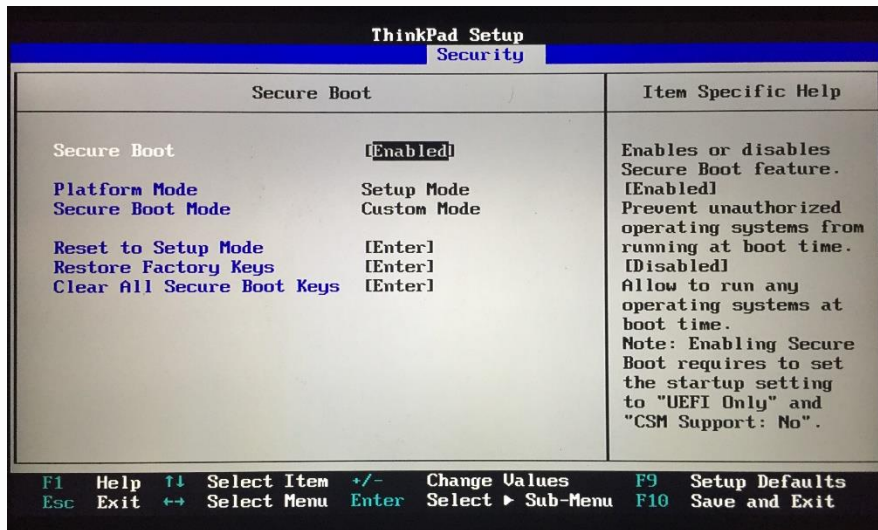 ThinkPad Setup
Security
Secure Boot
Item Specific Help
Secure Boot [Enabled]
Platform Mode Setup Mode
Secure Boot Mode Custom Mode
Reset to Setup Mode [Enter]
Restore Factory Keys [Enter]
Clear All Secure Boot Keys [Enter]
Enables or disables
Secure Boot feature.
[Enabled]
Prevent unauthorized
operating systems from
running at boot time.
[Disabled]
Allow to run any
operating systems at
boot time.
Note: Enabling Secure
Boot requires to set
the startup setting
to "UEFI Only" and
"CSM Support: No".
F1 Help ↑↓ Select Item +/- Change Values F9 Setup Defaults
Esc Exit ←→ Select Menu Enter Select ▶ Sub-Menu F10 Save and Exit